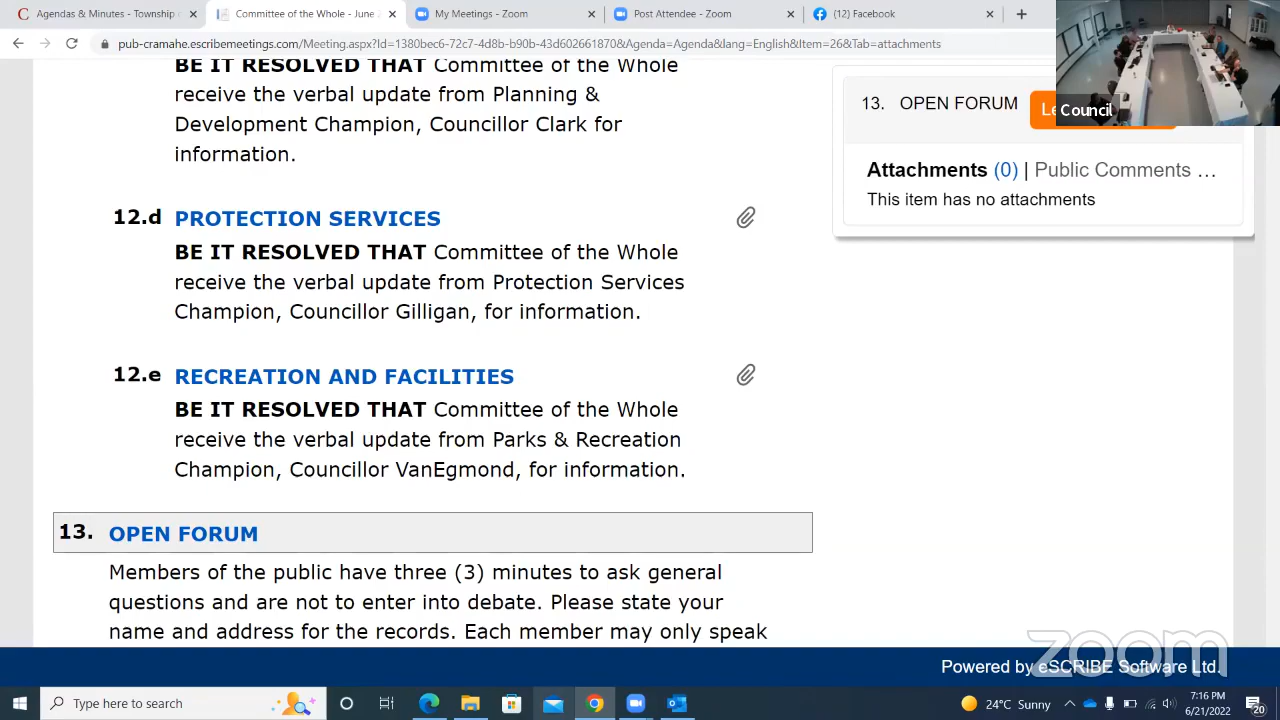 Agendas & Minutes - Township
Committee of the Whole - June
My Meetings - Zoom
Post Attendee - Zoom
(12) Facebook
pub-cramahe.escribemeetings.com/Meeting.aspx?Id=1380bec6-72c7-4d8b-b90b-43d602661870&Agenda=Agenda&lang=English&Item=26&Tab=attachments
BE IT RESOLVED THAT Committee of the Whole
receive the verbal update from Planning &
Development Champion, Councillor Clark for
information.
12.d PROTECTION SERVICES
BE IT RESOLVED THAT Committee of the Whole
receive the verbal update from Protection Services
Champion, Councillor Gilligan, for information.
12.e RECREATION AND FACILITIES
BE IT RESOLVED THAT Committee of the Whole
receive the verbal update from Parks & Recreation
Champion, Councillor VanEgmond, for information.
13. OPEN FORUM
Members of the public have three (3) minutes to ask general
questions and are not to enter into debate. Please state your
name and address for the records. Each member may only speak
13. OPEN FORUM
Council
Attachments (0) | Public Comments ...
This item has no attachments
zoom
Powered by eSCRIBE Software Ltd.
Type here to search
24°C Sunny
7:16 PM
6/21/2022
20